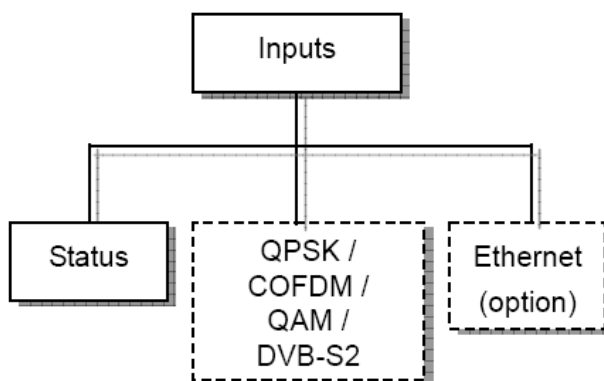 Inputs
Status
QPSK /
COFDM /
QAM /
DVB-S2
Ethernet
(option)